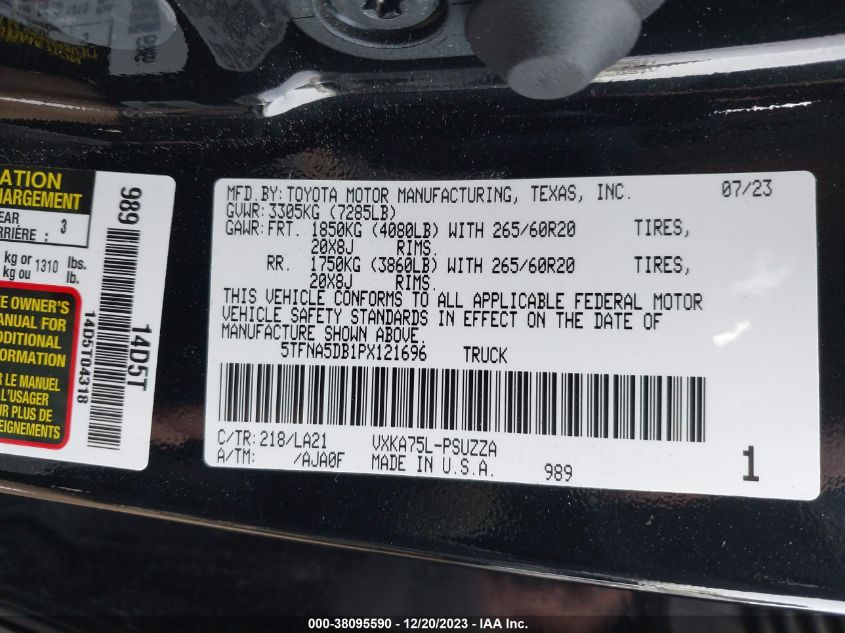 MFD.BY: TOYOTA MOTOR MANUFACTURING, TEXAS, INC. 07/23
GVWR: 3305KG (7285LB)
GAWR: FRT. 1850KG (4080LB) WITH 265/60R20 TIRES,
20X8J RIMS.
RR. 1750KG (3860LB) WITH 265/60R20 TIRES,
20X8J RIMS.
THIS VEHICLE CONFORMS TO ALL APPLICABLE FEDERAL MOTOR
VEHICLE SAFETY STANDARDS IN EFFECT ON THE DATE OF
MANUFACTURE SHOWN ABOVE.
5TFNA5DB1PX121696 TRUCK
C/TR: 218/LA21 VXKA75L-PSUZZA
A/TM: /AJA0F MADE IN U.S.A. 989 1
ATION
CHARGEMENT
EAR
RRIÈRE : 3
kg or 1310 lbs.
kg ou lb.
E OWNER'S
ANUAL FOR
DDITIONAL
FORMATION
R LE MANUEL
L'USAGER
UR PLUS DE
EIGNEMENTS
989
14D5T
14D5T04318
000-38095590 - 12/20/2023 - IAA Inc.